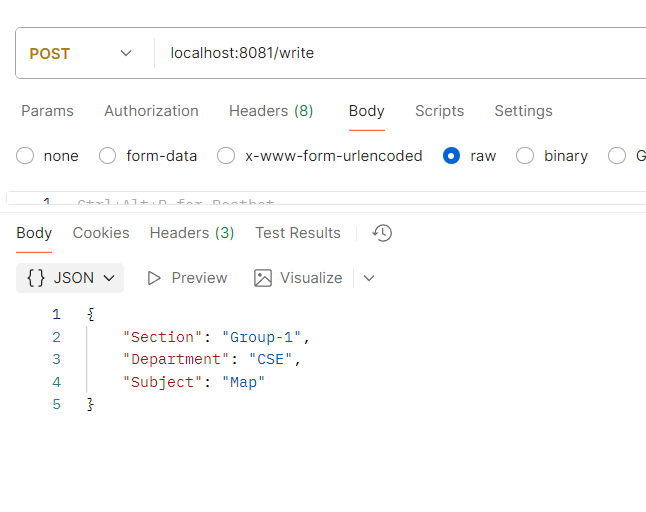 POST localhost:8081/write
Params Authorization Headers (8) Body Scripts Settings
none form-data x-www-form-urlencoded raw binary G
1 Ctrl+Alt+P for Postbot
Body Cookies Headers (3) Test Results
{} JSON Preview Visualize
1 {
2 "Section": "Group-1",
3 "Department": "CSE",
4 "Subject": "Map"
5 }